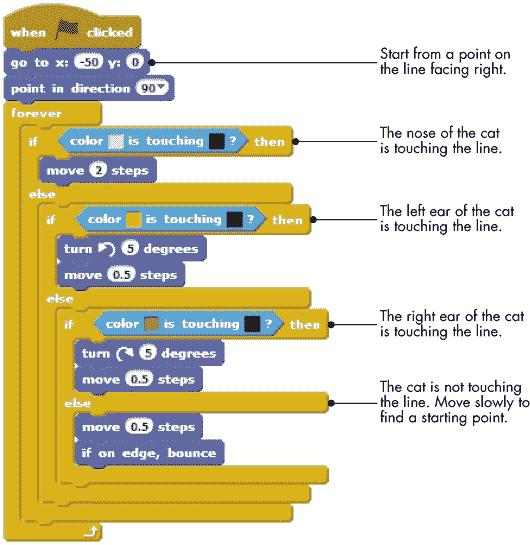 when clicked
go to x: -50 y: 0
Start from a point on
the line facing right.
point in direction 90
forever
if color is touching ? then
The nose of the cat
is touching the line.
move 2 steps
else
if color is touching ? then
The left ear of the cat
is touching the line.
turn 5 degrees
move 0.5 steps
else
if color is touching ? then
The right ear of the cat
is touching the line.
turn 5 degrees
move 0.5 steps
else
The cat is not touching
the line. Move slowly to
find a starting point.
move 0.5 steps
if on edge, bounce